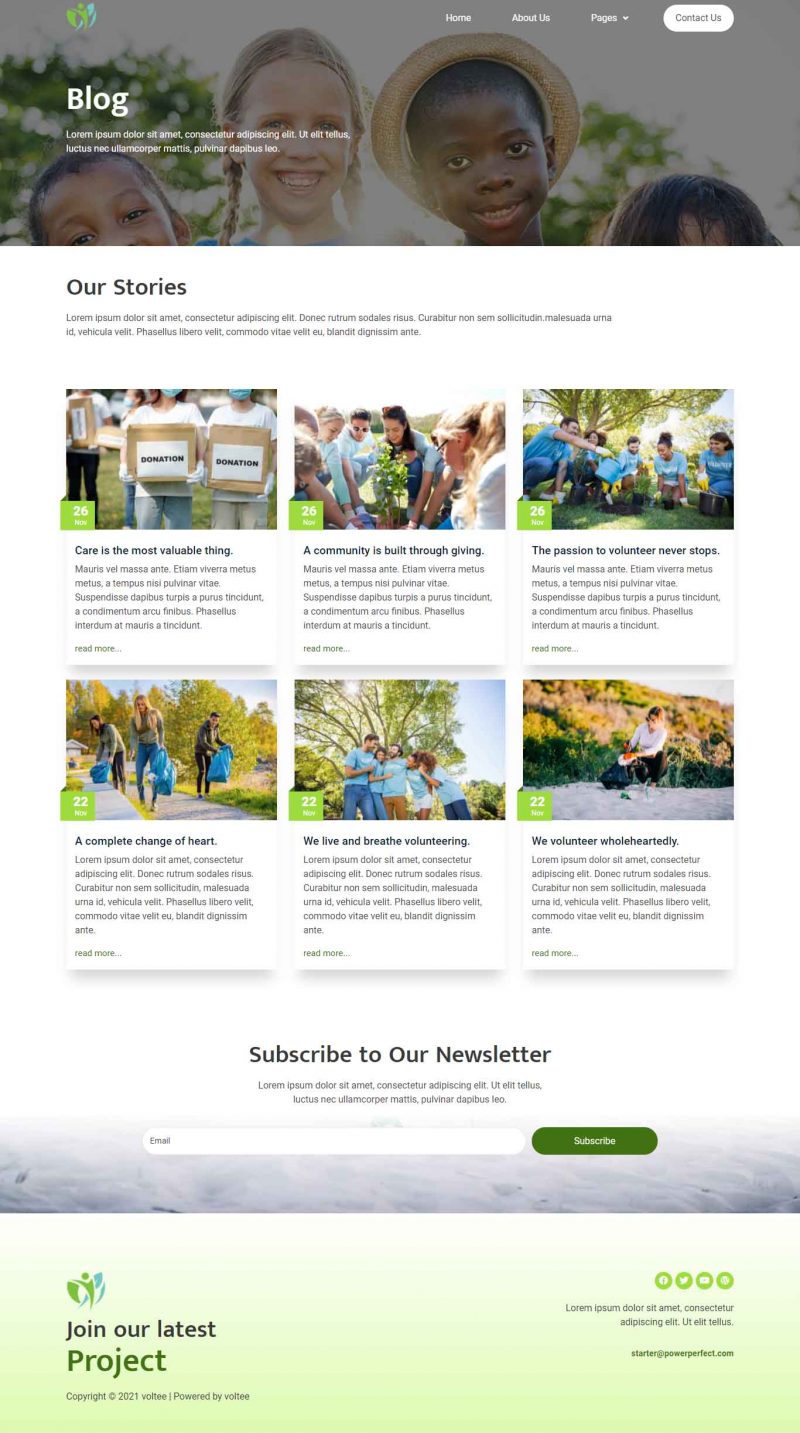 Home About Us Pages Contact Us
Blog
Lorem ipsum dolor sit amet, consectetur adipiscing elit. Ut elit tellus,
luctus nec ullamcorper mattis, pulvinar dapibus leo.
Our Stories
Lorem ipsum dolor sit amet, consectetur adipiscing elit. Donec rutrum sodales risus. Curabitur non sem sollicitudin.malesuada urna
id, vehicula velit. Phasellus libero velit, commodo vitae velit eu, blandit dignissim ante.
DONATION
DONATION
26
Nov
Care is the most valuable thing.
Mauris vel massa ante. Etiam viverra metus
metus, a tempus nisi pulvinar vitae.
Suspendisse dapibus turpis a purus tincidunt,
a condimentum arcu finibus. Phasellus
interdum at mauris a tincidunt.
read more...
26
Nov
A community is built through giving.
Mauris vel massa ante. Etiam viverra metus
metus, a tempus nisi pulvinar vitae.
Suspendisse dapibus turpis a purus tincidunt,
a condimentum arcu finibus. Phasellus
interdum at mauris a tincidunt.
read more...
VOLUNTEER
26
Nov
The passion to volunteer never stops.
Mauris vel massa ante. Etiam viverra metus
metus, a tempus nisi pulvinar vitae.
Suspendisse dapibus turpis a purus tincidunt,
a condimentum arcu finibus. Phasellus
interdum at mauris a tincidunt.
read more...
22
Nov
A complete change of heart.
Lorem ipsum dolor sit amet, consectetur
adipiscing elit. Donec rutrum sodales risus.
Curabitur non sem sollicitudin, malesuada
urna id, vehicula velit. Phasellus libero velit,
commodo vitae velit eu, blandit dignissim
ante.
read more...
22
Nov
We live and breathe volunteering.
Lorem ipsum dolor sit amet, consectetur
adipiscing elit. Donec rutrum sodales risus.
Curabitur non sem sollicitudin, malesuada
urna id, vehicula velit. Phasellus libero velit,
commodo vitae velit eu, blandit dignissim
ante.
read more...
22
Nov
We volunteer wholeheartedly.
Lorem ipsum dolor sit amet, consectetur
adipiscing elit. Donec rutrum sodales risus.
Curabitur non sem sollicitudin, malesuada
urna id, vehicula velit. Phasellus libero velit,
commodo vitae velit eu, blandit dignissim
ante.
read more...
Subscribe to Our Newsletter
Lorem ipsum dolor sit amet, consectetur adipiscing elit. Ut elit tellus,
luctus nec ullamcorper mattis, pulvinar dapibus leo.
Email
Subscribe
Join our latest
Project
Copyright © 2021 voltee | Powered by voltee
Lorem ipsum dolor sit amet, consectetur
adipiscing elit. Ut elit tellus.
starter@powerperfect.com